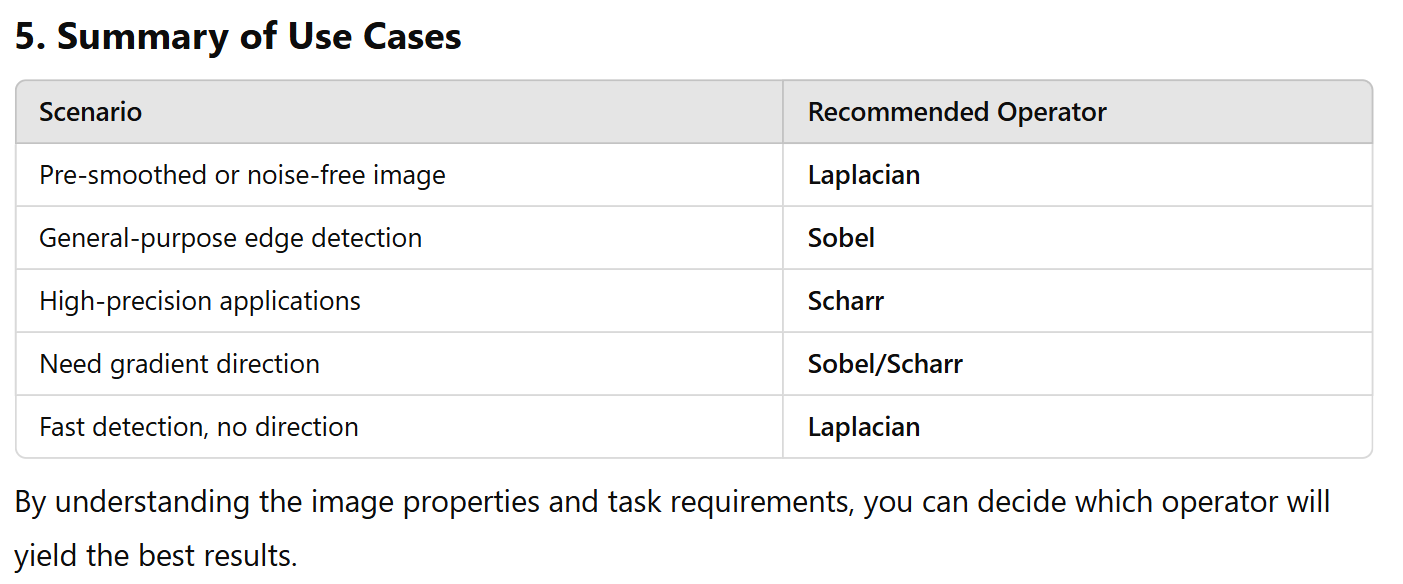 5. Summary of Use Cases
Scenario Recommended Operator
Pre-smoothed or noise-free image Laplacian
General-purpose edge detection Sobel
High-precision applications Scharr
Need gradient direction Sobel/Scharr
Fast detection, no direction Laplacian
By understanding the image properties and task requirements, you can decide which operator will
yield the best results.